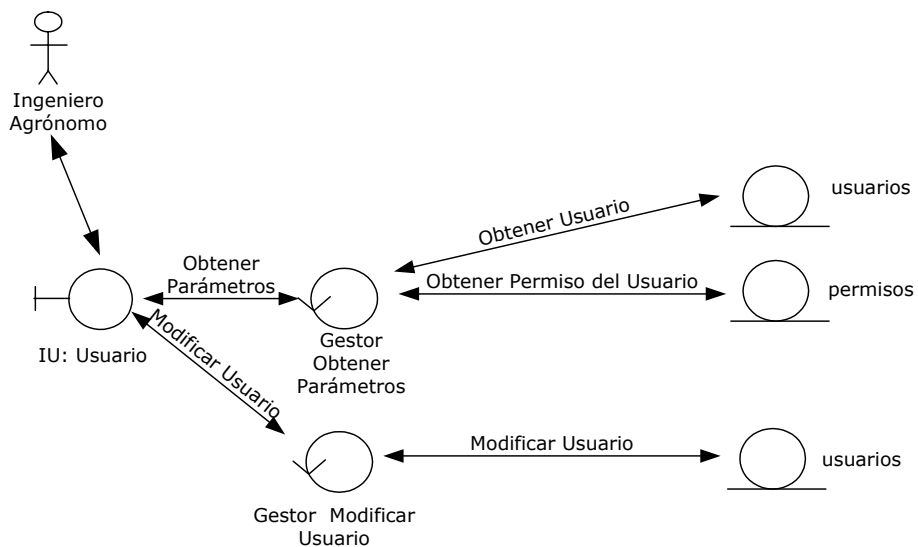 Ingeniero
Agrónomo
usuarios
Obtener Usuario
Obtener
Parámetros
Obtener Permiso del Usuario
permisos
IU: Usuario
Modificar Usuario
Gestor
Obtener
Parámetros
Modificar Usuario
usuarios
Gestor Modificar
Usuario